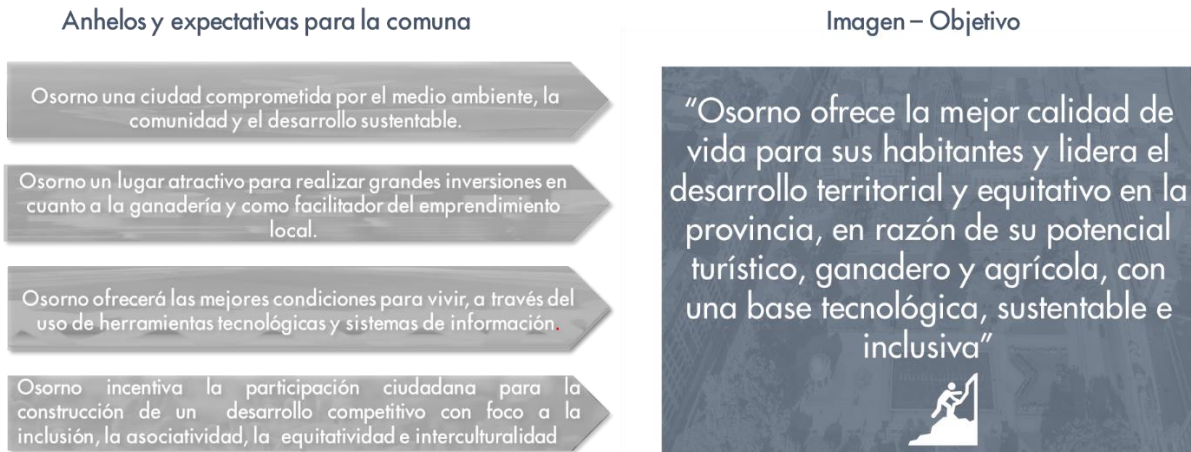 Anhelos y expectativas para la comuna
Osorno una ciudad comprometida por el medio ambiente, la
comunidad y el desarrollo sustentable.
Osorno un lugar atractivo para realizar grandes inversiones en
cuanto a la ganadería y como facilitador del emprendimiento
local.
Osorno ofrecerá las mejores condiciones para vivir, a través del
uso de herramientas tecnológicas y sistemas de información.
Osorno incentiva la participación ciudadana para la
construcción de un desarrollo competitivo con foco a la
inclusión, la asociatividad, la equitatividad e interculturalidad
Imagen – Objetivo
“Osorno ofrece la mejor calidad de
vida para sus habitantes y lidera el
desarrollo territorial y equitativo en la
provincia, en razón de su potencial
turístico, ganadero y agrícola, con
una base tecnológica, sustentable e
inclusiva”